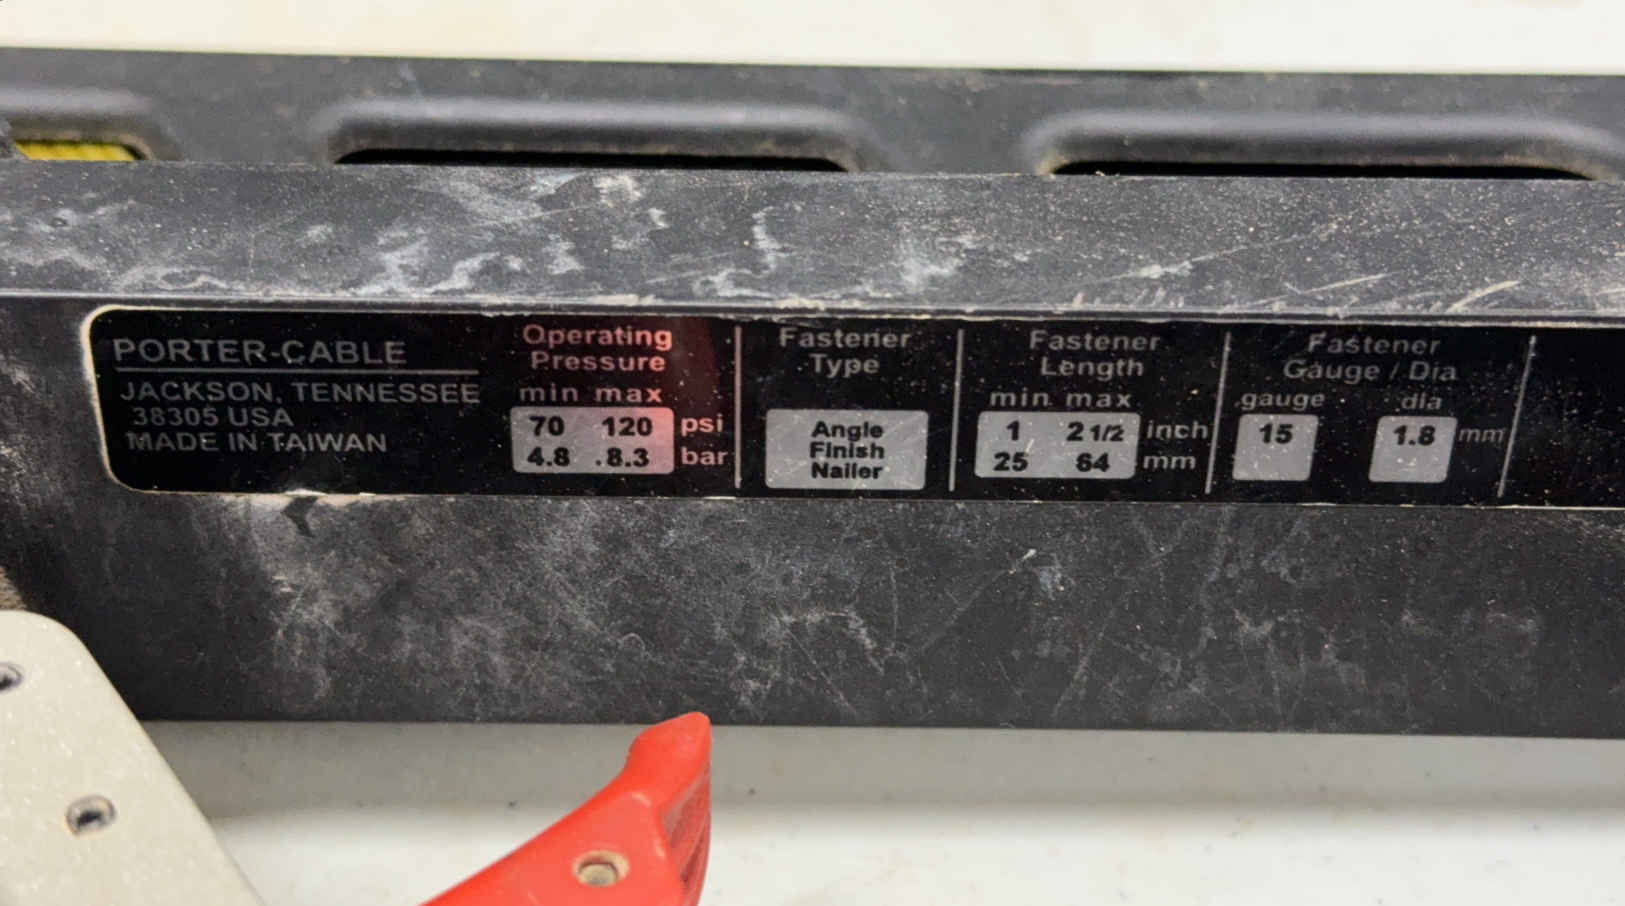 PORTER-CABLE
JACKSON, TENNESSEE
38305 USA
MADE IN TAIWAN
Operating
Pressure
min max
70 120 psi
4.8 8.3 bar
Fastener
Type
Angle
Finish
Nailer
Fastener
Length
min max
1 2 1/2 inch
25 64 mm
Fastener
Gauge / Dia
gauge dia
15 1.8 mm